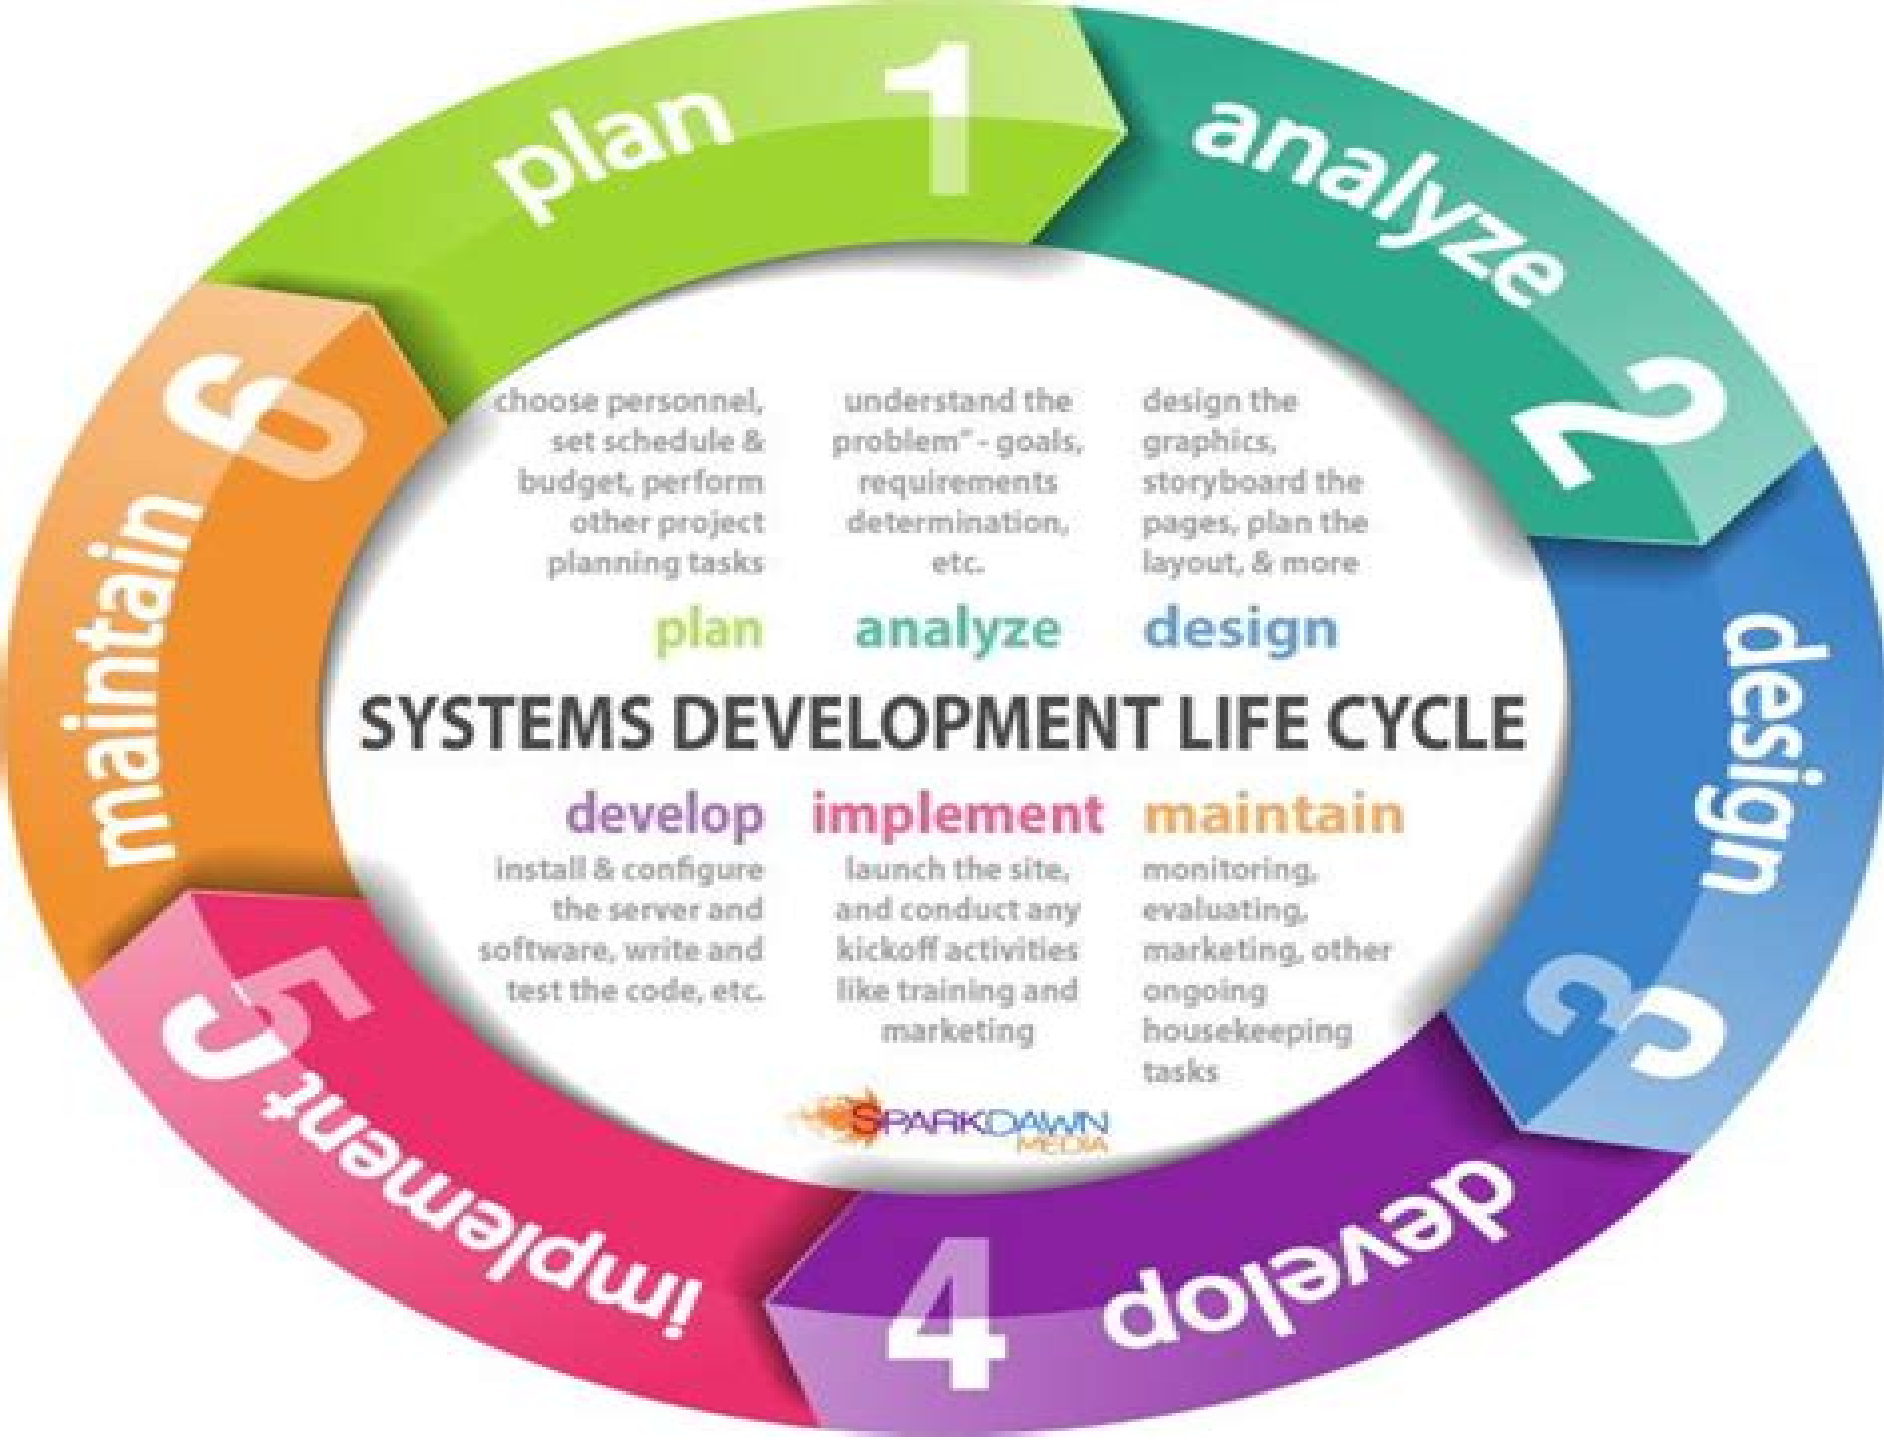 plan 1
analyze 2
design 3
develop 4
implement 5
maintain 6
choose personnel,
set schedule &
budget, perform
other project
planning tasks
plan
understand the
problem" - goals,
requirements
determination,
etc.
analyze
design the
graphics,
storyboard the
pages, plan the
layout, & more
design
SYSTEMS DEVELOPMENT LIFE CYCLE
develop
install & configure
the server and
software, write and
test the code, etc.
implement
launch the site,
and conduct any
kickoff activities
like training and
marketing
maintain
monitoring,
evaluating,
marketing, other
ongoing
housekeeping
tasks
SPARKDAWN
MEDIA